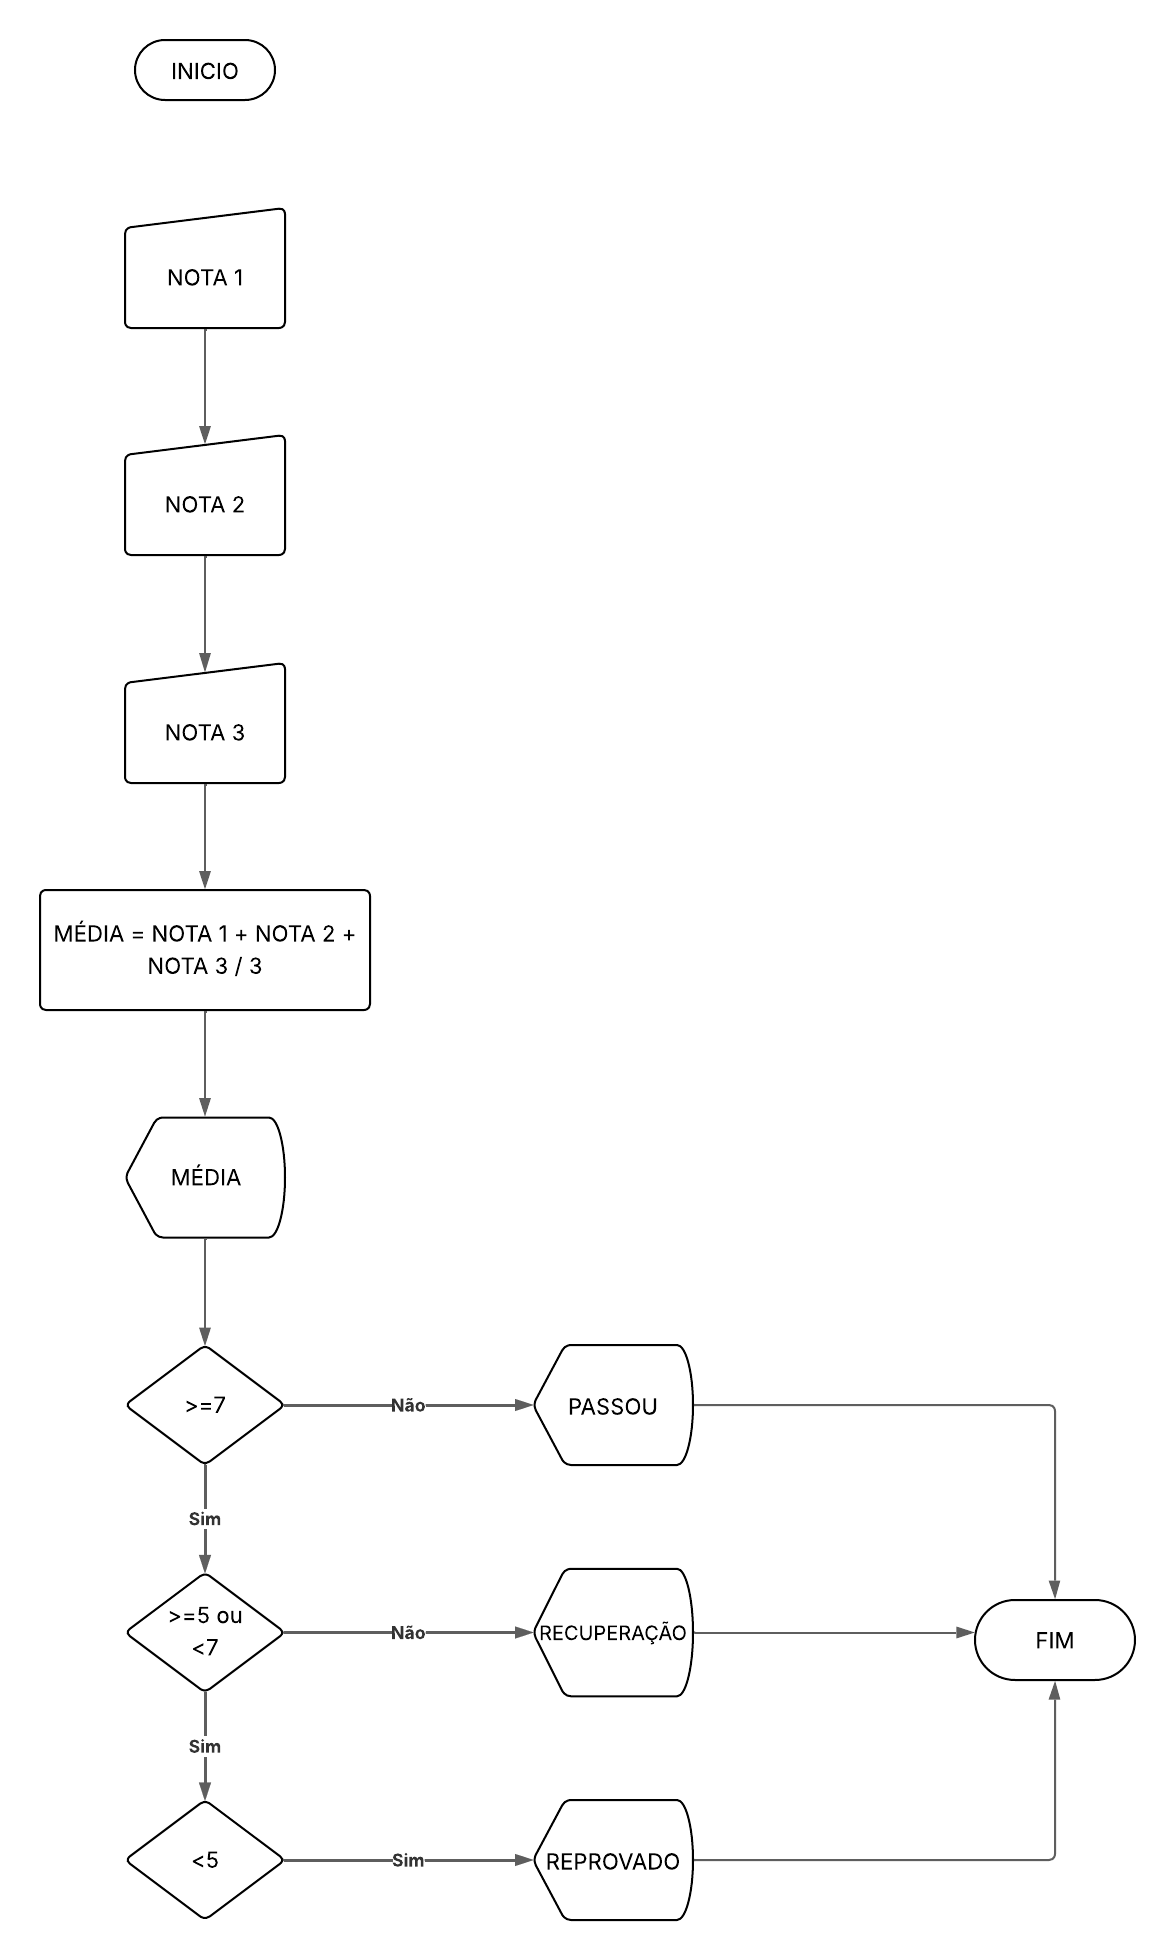 INICIO
NOTA 1
NOTA 2
NOTA 3
MÉDIA = NOTA 1 + NOTA 2 +
NOTA 3 / 3
MÉDIA
>=7
Não
PASSOU
Sim
>=5 ou
<7
Não
RECUPERAÇÃO
FIM
Sim
<5
Sim
REPROVADO